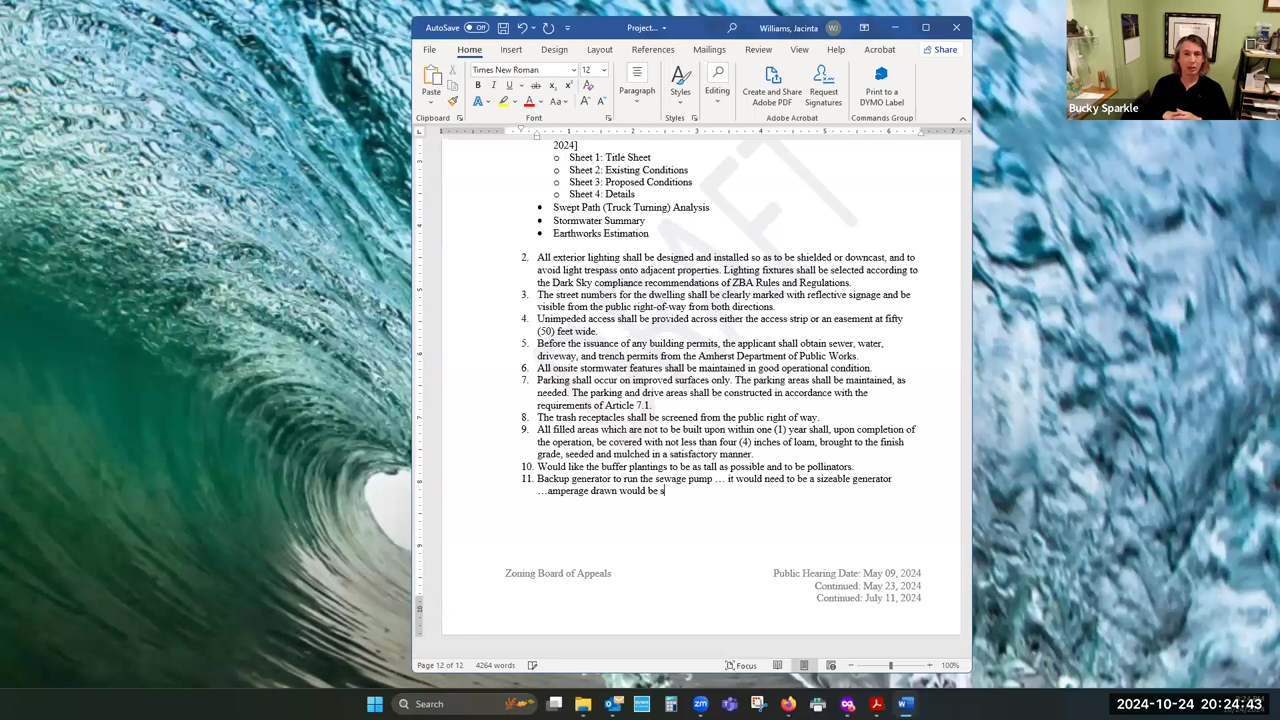 AutoSave Off Project... Williams, Jacinta WJ
File Home Insert Design Layout References Mailings Review View Help Acrobat Share
Times New Roman 12
Paste Paragraph Styles Editing Create and Share Adobe PDF Request Signatures Print to a DYMO Label
Clipboard Font Styles Adobe Acrobat Commands Group
Bucky Sparkle
DRAFT
2024]
o Sheet 1: Title Sheet
o Sheet 2: Existing Conditions
o Sheet 3: Proposed Conditions
o Sheet 4: Details
• Swept Path (Truck Turning) Analysis
• Stormwater Summary
• Earthworks Estimation
2. All exterior lighting shall be designed and installed so as to be shielded or downcast, and to
avoid light trespass onto adjacent properties. Lighting fixtures shall be selected according to
the Dark Sky compliance recommendations of ZBA Rules and Regulations.
3. The street numbers for the dwelling shall be clearly marked with reflective signage and be
visible from the public right-of-way from both directions.
4. Unimpeded access shall be provided across either the access strip or an easement at fifty
(50) feet wide.
5. Before the issuance of any building permits, the applicant shall obtain sewer, water,
driveway, and trench permits from the Amherst Department of Public Works.
6. All onsite stormwater features shall be maintained in good operational condition.
7. Parking shall occur on improved surfaces only. The parking areas shall be maintained, as
needed. The parking and drive areas shall be constructed in accordance with the
requirements of Article 7.1.
8. The trash receptacles shall be screened from the public right of way.
9. All filled areas which are not to be built upon within one (1) year shall, upon completion of
the operation, be covered with not less than four (4) inches of loam, brought to the finish
grade, seeded and mulched in a satisfactory manner.
10. Would like the buffer plantings to be as tall as possible and to be pollinators.
11. Backup generator to run the sewage pump … it would need to be a sizeable generator
…amperage drawn would be s
Zoning Board of Appeals Public Hearing Date: May 09, 2024
Continued: May 23, 2024
Continued: July 11, 2024
Page 12 of 12 4264 words Focus 100%
Search
2024-10-24 20:24:43